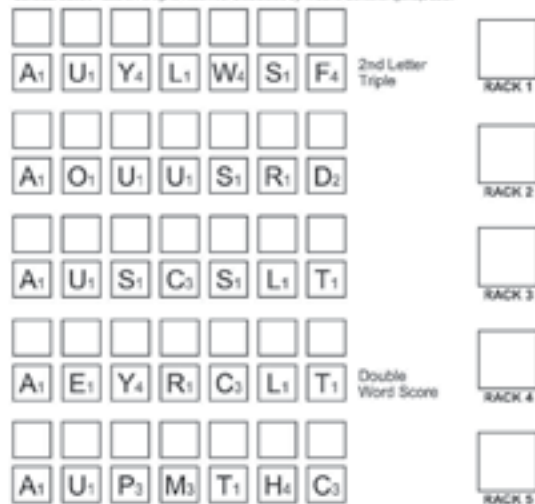 A1 U1 Y4 L1 W4 S1 F4 2nd Letter
Triple
RACK 1
A1 O1 U1 U1 S1 R1 D2
RACK 2
A1 U1 S1 C3 S1 L1 T1
RACK 3
A1 E1 Y4 R1 C3 L1 T1 Double
Word Score
RACK 4
A1 U1 P3 M3 T1 H4 C3
RACK 5